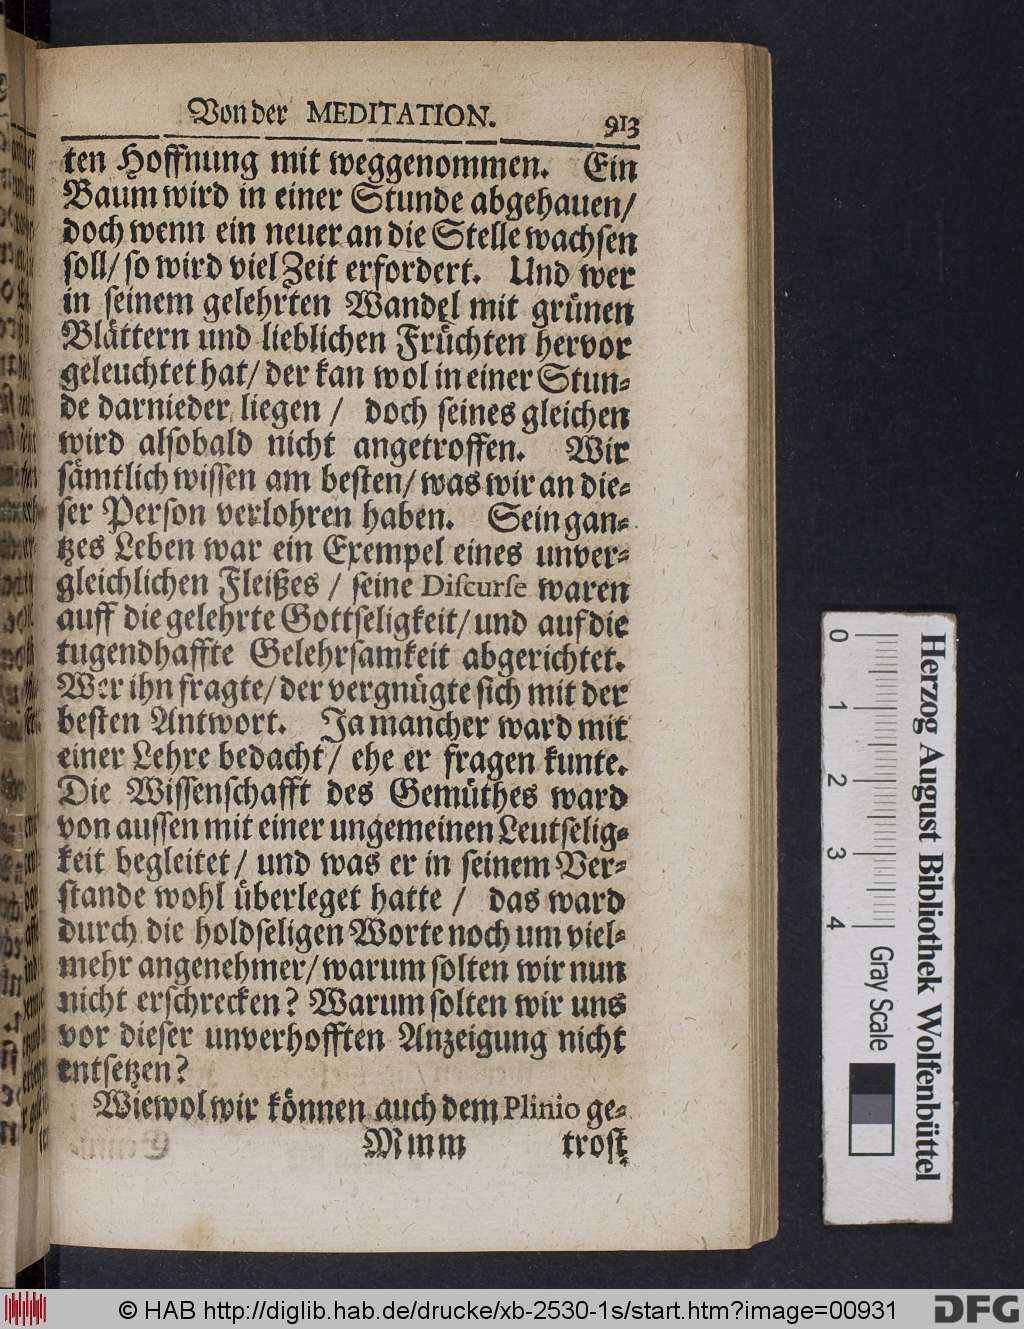 Von der MEDITATION. 913
ten Hoffnung mit weggenommen. Ein
Baum wird in einer Stunde abgehauen/
doch wenn ein neuer an die Stelle wachsen
soll/ so wird viel Zeit erfordert. Und wer
in seinem gelehrten Wandel mit grünen
Blättern und lieblichen Früchten hervor
geleuchtet hat/ der kan wol in einer Stun-
de darnieder liegen / doch seines gleichen
wird alsobald nicht angetroffen. Wir
sämtlich wissen am besten/ was wir an die-
ser Person verlohren haben. Sein gan-
tzes Leben war ein Exempel eines unver-
gleichlichen Fleißes / seine Discurse waren
auff die gelehrte Gottseligkeit/ und auf die
tugendhaffte Gelehrsamkeit abgerichtet.
Wer ihn fragte/ der vergnügte sich mit der
besten Antwort. Ja mancher ward mit
einer Lehre bedacht/ ehe er fragen kunte.
Die Wissenschafft des Gemüthes ward
von aussen mit einer ungemeinen Leutselig-
keit begleitet/ und was er in seinem Ver-
stande wohl überleget hatte / das ward
durch die holdseligen Worte noch um viel-
mehr angenehmer/ warum solten wir nun
nicht erschrecken? Warum solten wir uns
vor dieser unverhofften Anzeigung nicht
entsetzen?
Wiewol wir können auch dem Plinio ge-
Mmm trost
0 1 2 3 4
Gray Scale
Herzog August Bibliothek Wolfenbüttel
© HAB http://diglib.hab.de/drucke/xb-2530-1s/start.htm?image=00931
DFG